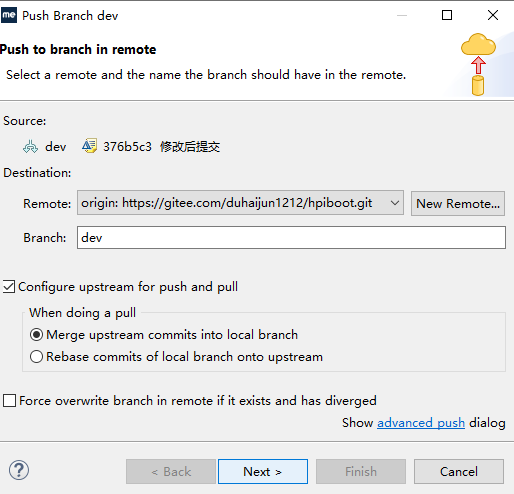 me Push Branch dev
Push to branch in remote
Select a remote and the name the branch should have in the remote.
Source:
dev 376b5c3 修改后提交
Destination:
Remote: origin: https://gitee.com/duhaijun1212/hpiboot.git New Remote...
Branch: dev
Configure upstream for push and pull
When doing a pull
Merge upstream commits into local branch
Rebase commits of local branch onto upstream
Force overwrite branch in remote if it exists and has diverged
Show advanced push dialog
? < Back Next > Finish Cancel